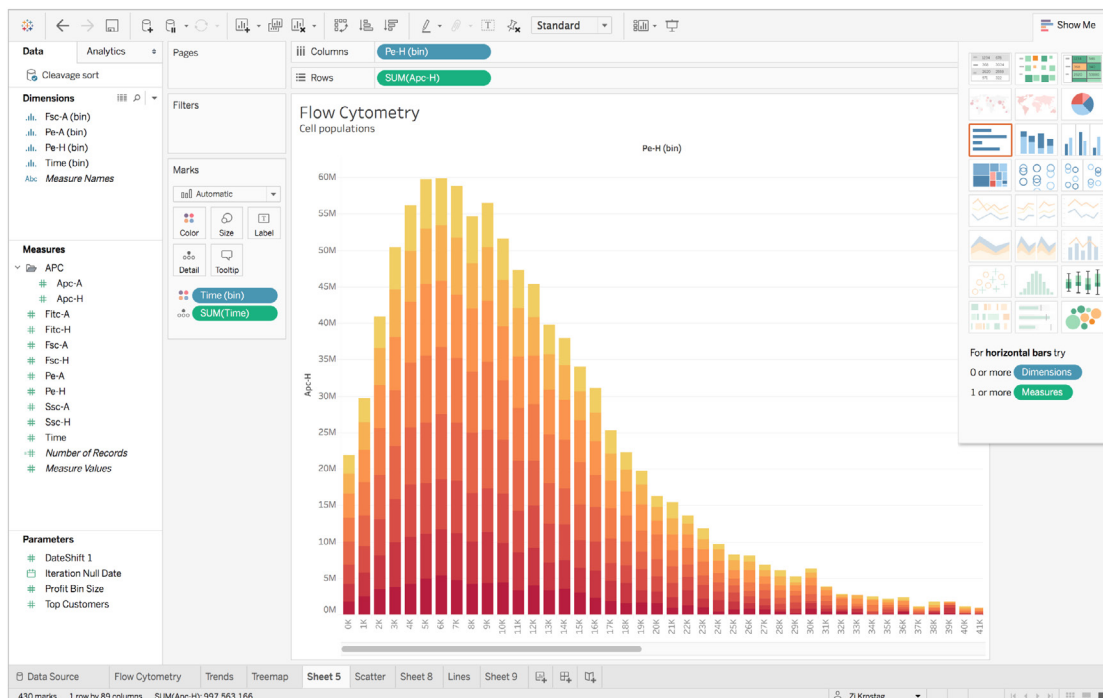 Standard
Show Me
Data
Analytics
Cleavage sort
Dimensions
Fsc-A (bin)
Pe-A (bin)
Pe-H (bin)
Time (bin)
Abc Measure Names
Measures
APC
Apc-A
Apc-H
Fitc-A
Fitc-H
Fsc-A
Fsc-H
Pe-A
Pe-H
Ssc-A
Ssc-H
Time
Number of Records
Measure Values
Parameters
DateShift 1
Iteration Null Date
Profit Bin Size
Top Customers
Pages
Filters
Marks
Automatic
Color
Size
Label
Detail
Tooltip
Time (bin)
SUM(Time)
Columns
Pe-H (bin)
Rows
SUM(Apc-H)
Flow Cytometry
Cell populations
Pe-H (bin)
Apc-H
60M
55M
50M
45M
40M
35M
30M
25M
20M
15M
10M
5M
0M
0K 1K 2K 3K 4K 5K 6K 7K 8K 9K 10K 11K 12K 13K 14K 15K 16K 17K 18K 19K 20K 21K 22K 23K 24K 25K 26K 27K 28K 29K 30K 31K 32K 33K 34K 35K 36K 37K 38K 39K 40K 41K
For horizontal bars try
0 or more Dimensions
1 or more Measures
Data Source
Flow Cytometry
Trends
Treemap
Sheet 5
Scatter
Sheet 8
Lines
Sheet 9
430 marks 1 row by 89 columns SUM(Apc-H): 997,563,166